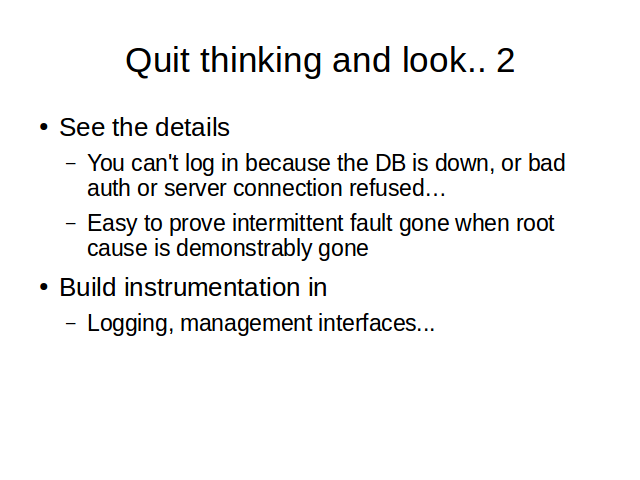 Quit thinking and look.. 2
• See the details
– You can't log in because the DB is down, or bad
auth or server connection refused…
– Easy to prove intermittent fault gone when root
cause is demonstrably gone
• Build instrumentation in
– Logging, management interfaces...